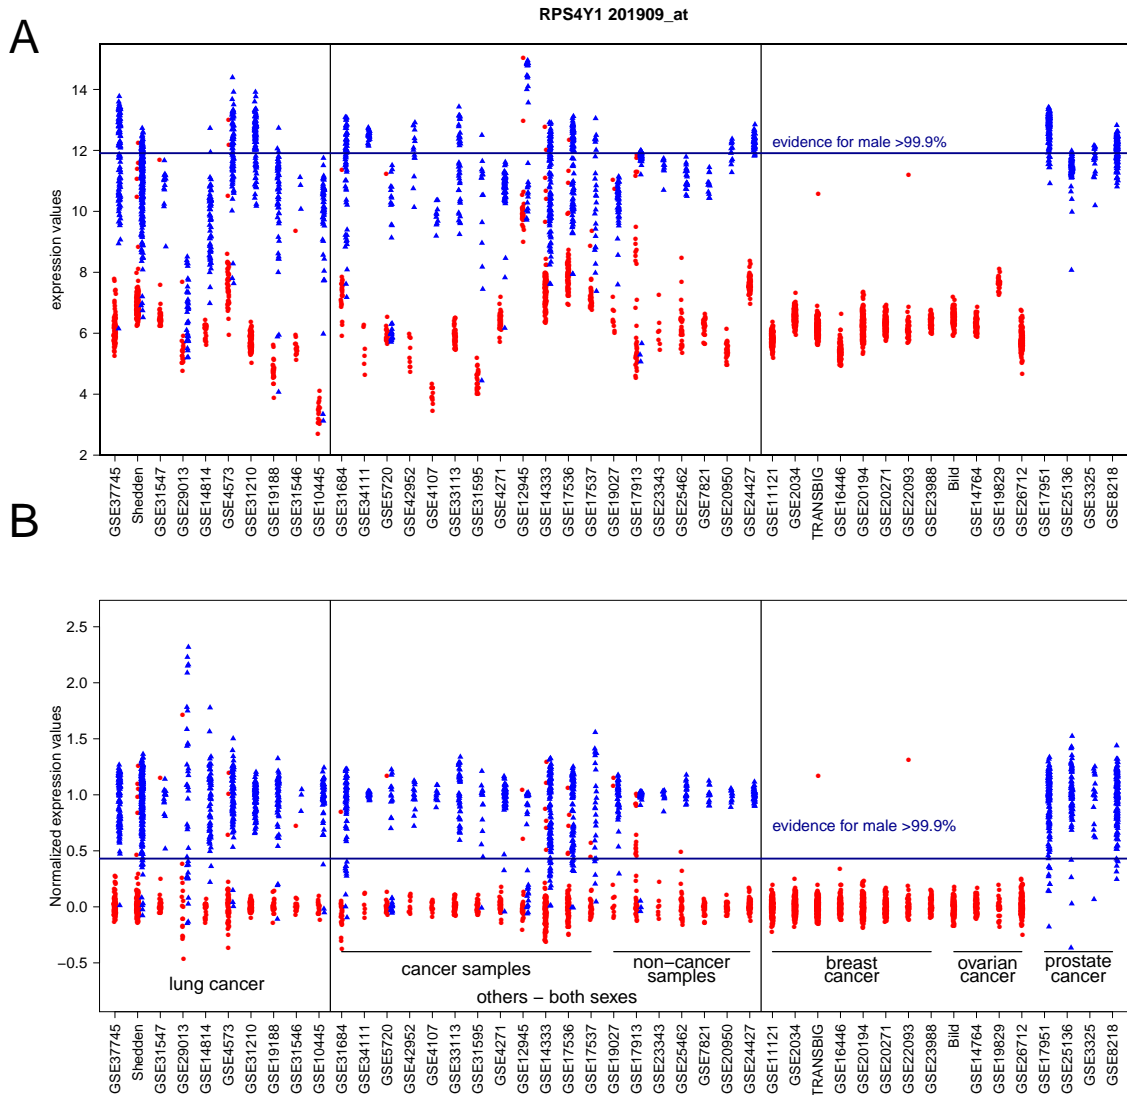 RPS4Y1 201909_at
A
expression values
14
12
10
8
6
4
2
evidence for male >99.9%
GSE37745
Shedden
GSE31547
GSE29013
GSE14814
GSE4573
GSE31210
GSE19188
GSE31546
GSE10445
GSE31684
GSE34111
GSE5720
GSE42952
GSE4107
GSE33113
GSE31595
GSE4271
GSE12945
GSE14333
GSE17536
GSE17537
GSE19027
GSE17913
GSE23343
GSE25462
GSE7821
GSE20950
GSE24427
GSE11121
GSE2034
TRANSBIG
GSE16446
GSE20194
GSE20271
GSE22093
GSE23988
Bild
GSE14764
GSE19829
GSE26712
GSE17951
GSE25136
GSE3325
GSE8218
B
Normalized expression values
2.5
2.0
1.5
1.0
0.5
0.0
−0.5
evidence for male >99.9%
lung cancer
cancer samples
non−cancer
samples
others − both sexes
breast
cancer
ovarian
cancer
prostate
cancer
GSE37745
Shedden
GSE31547
GSE29013
GSE14814
GSE4573
GSE31210
GSE19188
GSE31546
GSE10445
GSE31684
GSE34111
GSE5720
GSE42952
GSE4107
GSE33113
GSE31595
GSE4271
GSE12945
GSE14333
GSE17536
GSE17537
GSE19027
GSE17913
GSE23343
GSE25462
GSE7821
GSE20950
GSE24427
GSE11121
GSE2034
TRANSBIG
GSE16446
GSE20194
GSE20271
GSE22093
GSE23988
Bild
GSE14764
GSE19829
GSE26712
GSE17951
GSE25136
GSE3325
GSE8218